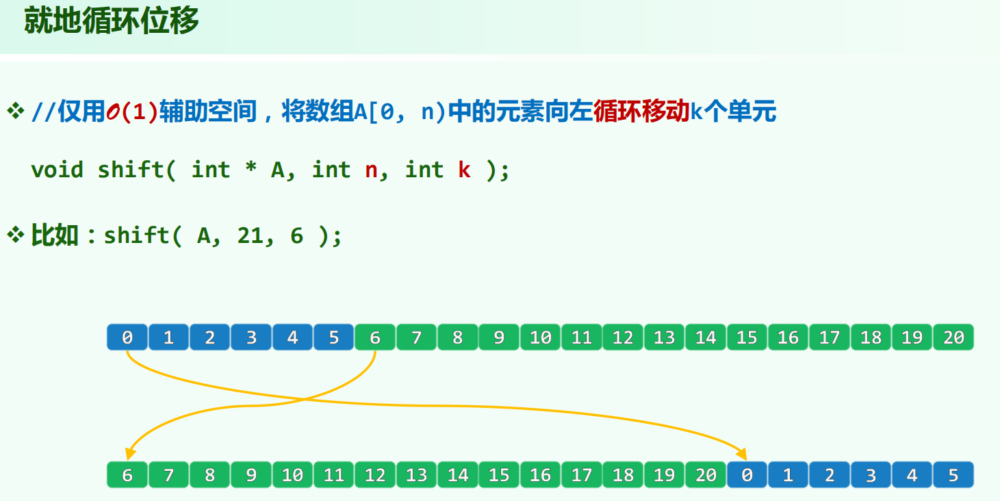 就地循环位移
❖ //仅用O(1)辅助空间，将数组A[0, n)中的元素向左循环移动k个单元
void shift( int * A, int n, int k );
❖ 比如：shift( A, 21, 6 );
0 1 2 3 4 5 6 7 8 9 10 11 12 13 14 15 16 17 18 19 20
6 7 8 9 10 11 12 13 14 15 16 17 18 19 20 0 1 2 3 4 5